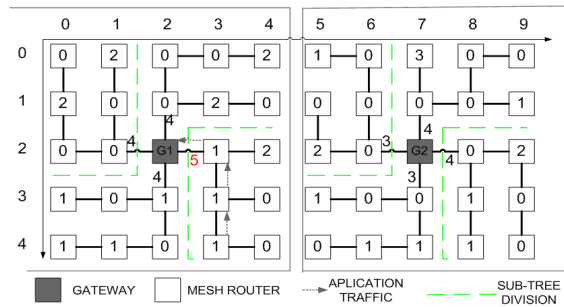 0 1 2 3 4 5 6 7 8 9
0 0 2 0 0 2 1 0 3 0 0
1 2 0 0 2 0 0 0 0 0 1
4 4
2 0 0 4 G1 5 1 2 2 0 3 G2 4 0 2
4 3
3 1 0 1 0 0 1 0 0 1 0
4 1 1 0 1 0 0 1 1 1 0
GATEWAY MESH ROUTER APLICATION TRAFFIC SUB-TREE DIVISION